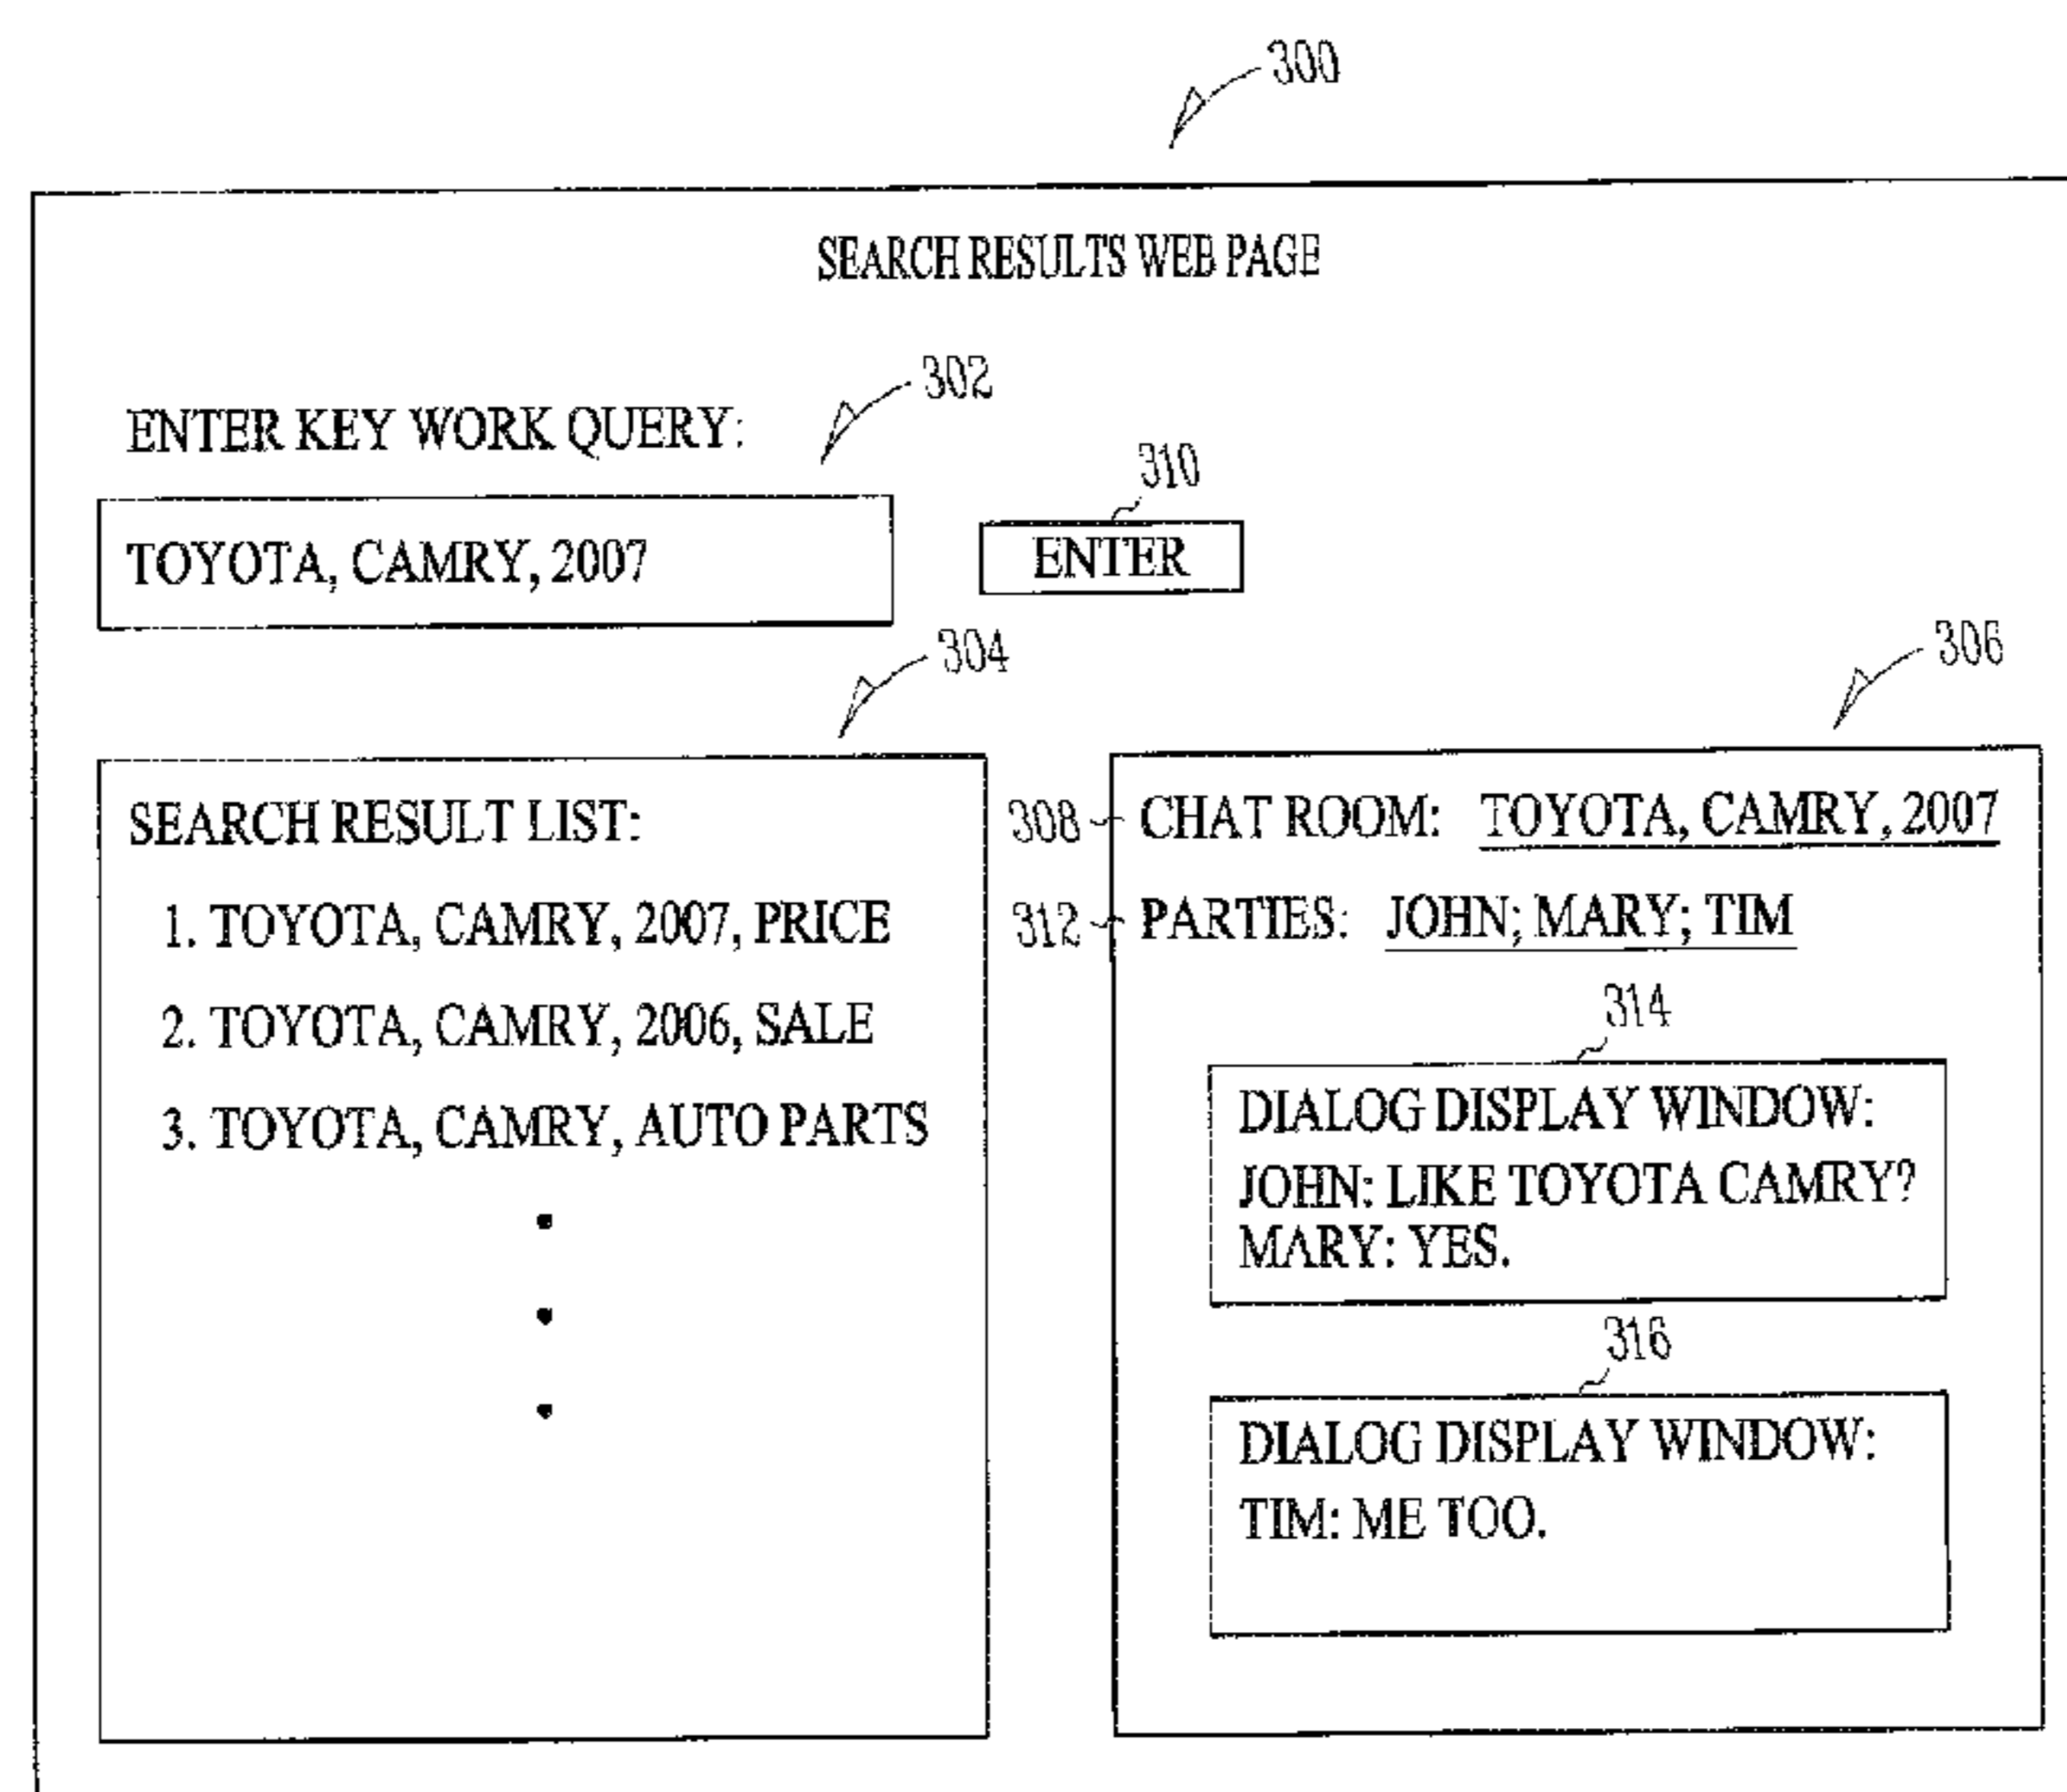 300
SEARCH RESULTS WEB PAGE
302
ENTER KEY WORK QUERY:
310
TOYOTA, CAMRY, 2007
ENTER
304
306
SEARCH RESULT LIST:
1. TOYOTA, CAMRY, 2007, PRICE
2. TOYOTA, CAMRY, 2006, SALE
3. TOYOTA, CAMRY, AUTO PARTS
308 CHAT ROOM: TOYOTA, CAMRY, 2007
312 PARTIES: JOHN; MARY; TIM
314
DIALOG DISPLAY WINDOW:
JOHN: LIKE TOYOTA CAMRY?
MARY: YES.
316
DIALOG DISPLAY WINDOW:
TIM: ME TOO.